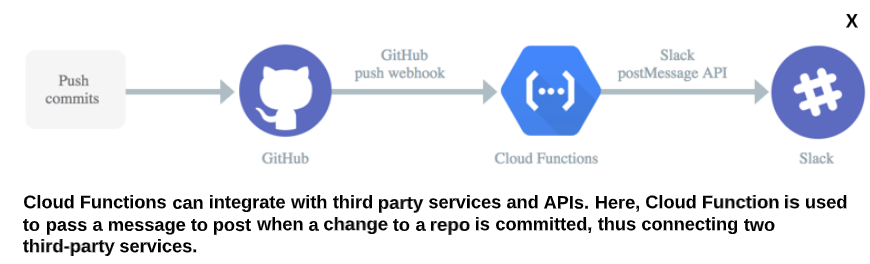 X
Push
commits
GitHub
push webhook
Slack
postMessage API
GitHub
Cloud Functions
Slack
Cloud Functions can integrate with third party services and APIs. Here, Cloud Function is used
to pass a message to post when a change to a repo is committed, thus connecting two
third-party services.